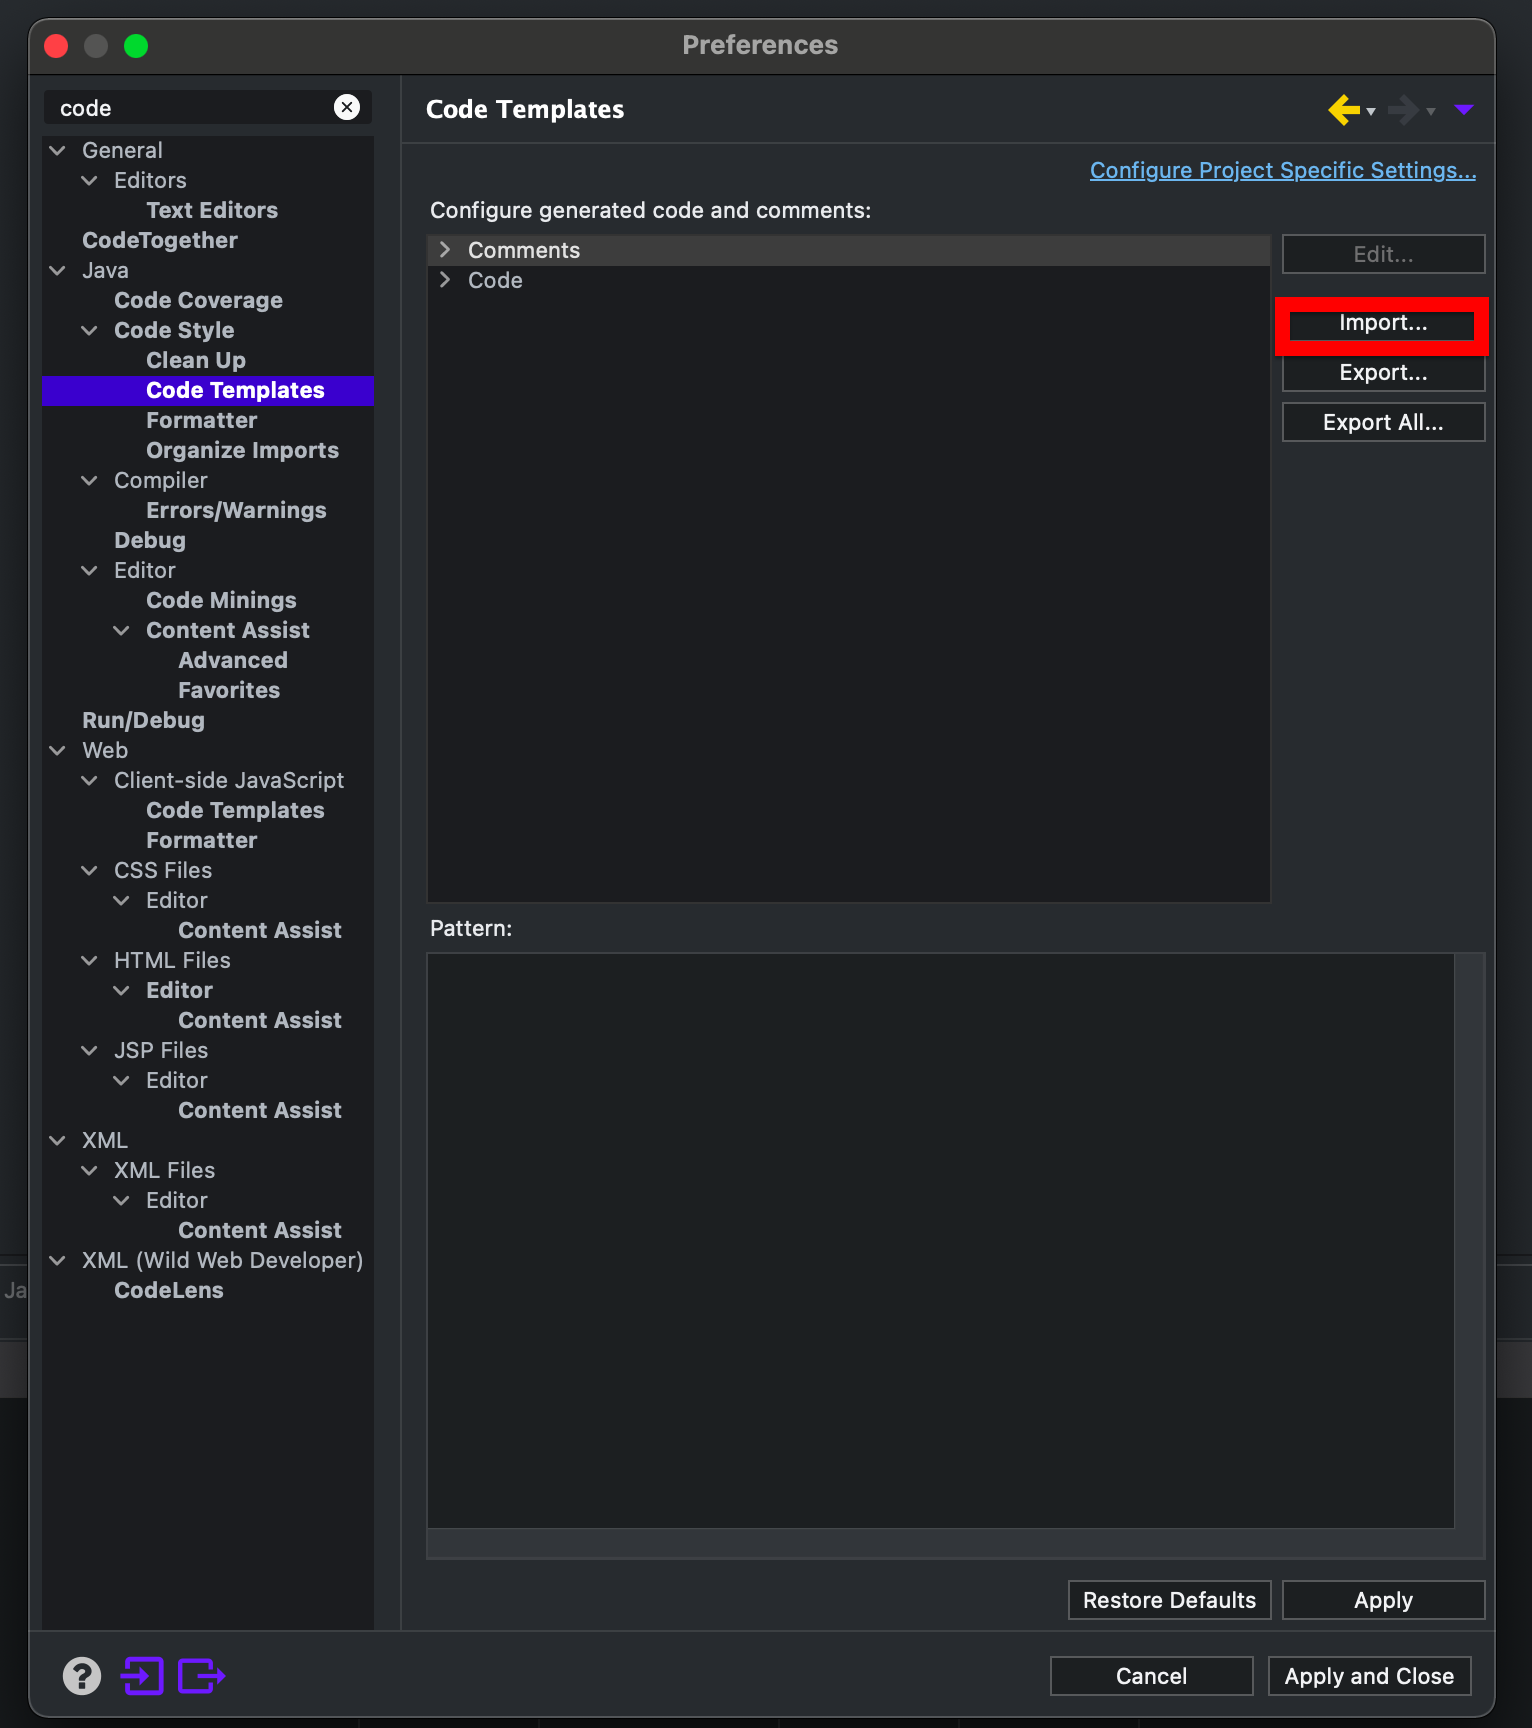 Preferences
code
General
Editors
Text Editors
CodeTogether
Java
Code Coverage
Code Style
Clean Up
Code Templates
Formatter
Organize Imports
Compiler
Errors/Warnings
Debug
Editor
Code Minings
Content Assist
Advanced
Favorites
Run/Debug
Web
Client-side JavaScript
Code Templates
Formatter
CSS Files
Editor
Content Assist
HTML Files
Editor
Content Assist
JSP Files
Editor
Content Assist
XML
XML Files
Editor
Content Assist
XML (Wild Web Developer)
CodeLens
Code Templates
Configure Project Specific Settings...
Configure generated code and comments:
Comments
Code
Edit...
Import...
Export...
Export All...
Pattern:
Restore Defaults
Apply
Cancel
Apply and Close
Ja